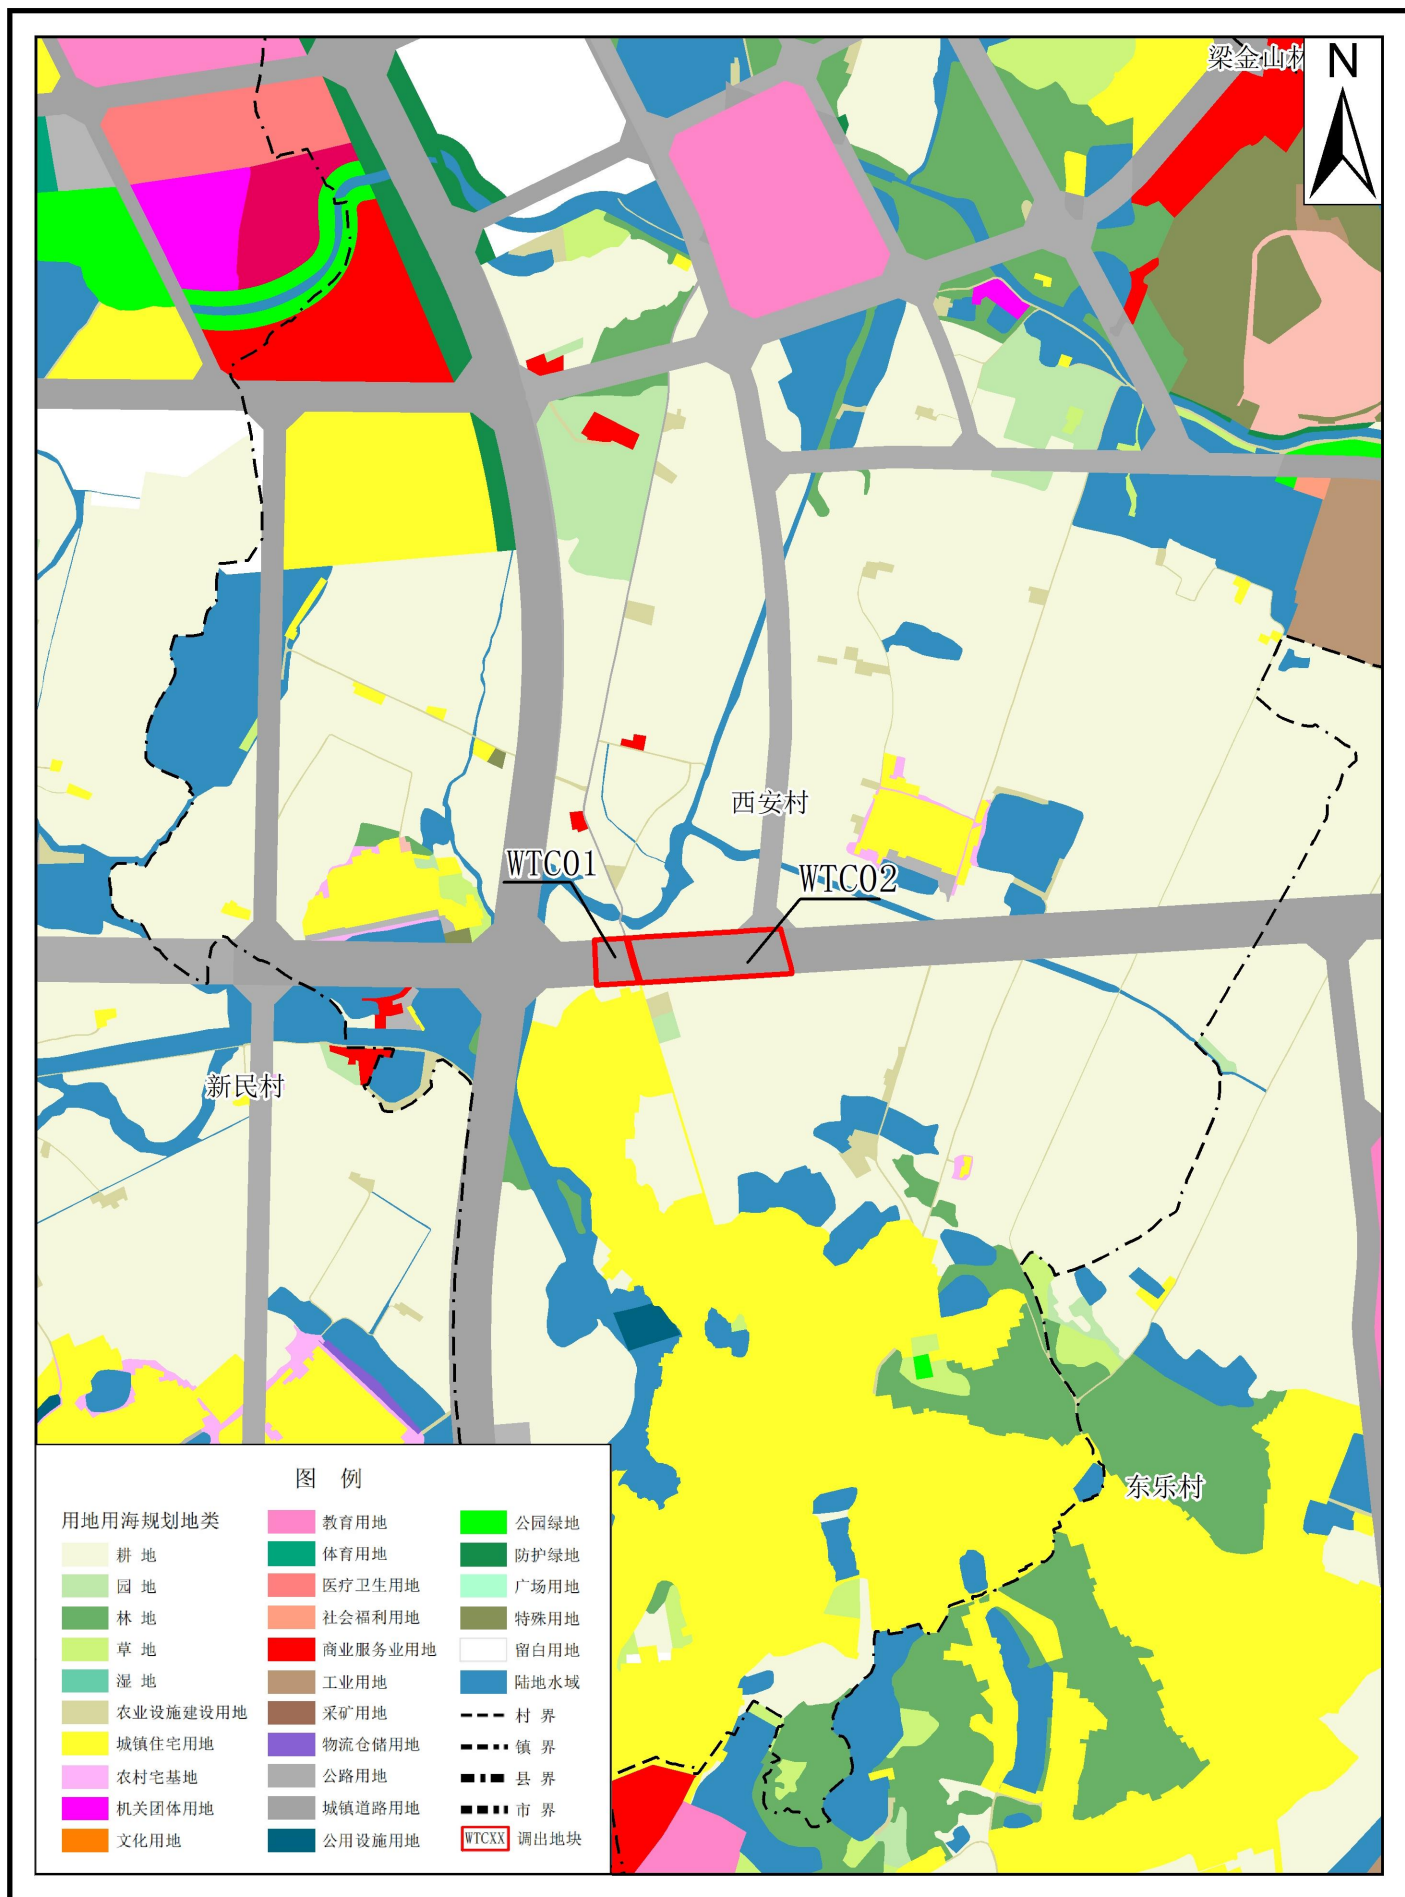 梁金山村
N
西安村
WTC01
WTC02
新民村
东乐村
图 例
用地用海规划地类
耕 地
园 地
林 地
草 地
湿 地
农业设施建设用地
城镇住宅用地
农村宅基地
机关团体用地
文化用地
教育用地
体育用地
医疗卫生用地
社会福利用地
商业服务业用地
工业用地
采矿用地
物流仓储用地
公路用地
城镇道路用地
公用设施用地
公园绿地
防护绿地
广场用地
特殊用地
留白用地
陆地水域
村 界
镇 界
县 界
市 界
WTCXX 调出地块